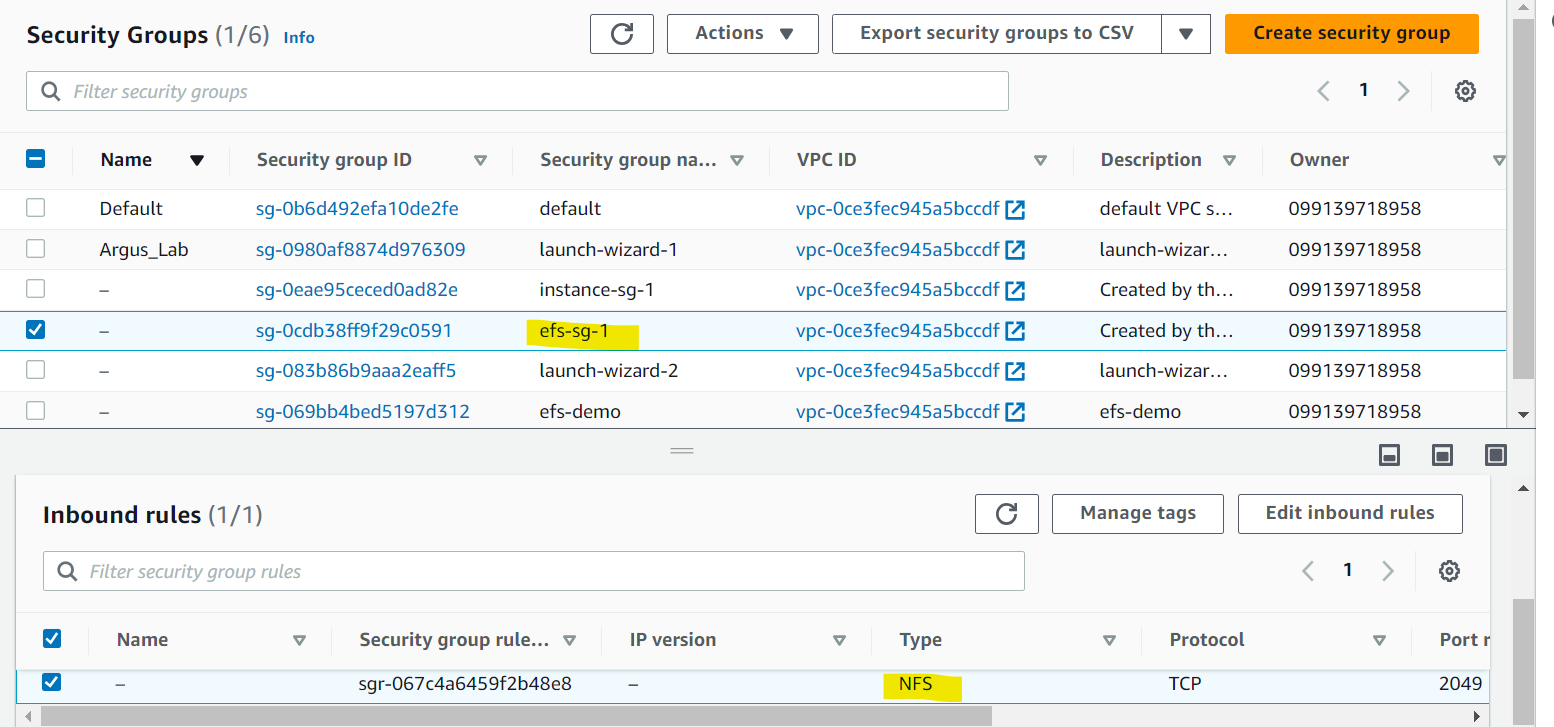 Security Groups (1/6) Info Actions Export security groups to CSV Create security group
Filter security groups 1
Name Security group ID Security group na... VPC ID Description Owner
Default sg-0b6d492efa10de2fe default vpc-0ce3fec945a5bccdf default VPC s... 099139718958
Argus_Lab sg-0980af8874d976309 launch-wizard-1 vpc-0ce3fec945a5bccdf launch-wizar... 099139718958
– sg-0eae95ceced0ad82e instance-sg-1 vpc-0ce3fec945a5bccdf Created by th... 099139718958
– sg-0cdb38ff9f29c0591 efs-sg-1 vpc-0ce3fec945a5bccdf Created by th... 099139718958
– sg-083b86b9aaa2eaff5 launch-wizard-2 vpc-0ce3fec945a5bccdf launch-wizar... 099139718958
– sg-069bb4bed5197d312 efs-demo vpc-0ce3fec945a5bccdf efs-demo 099139718958
Inbound rules (1/1) Manage tags Edit inbound rules
Filter security group rules 1
Name Security group rule... IP version Type Protocol Port r
– sgr-067c4a6459f2b48e8 – NFS TCP 2049